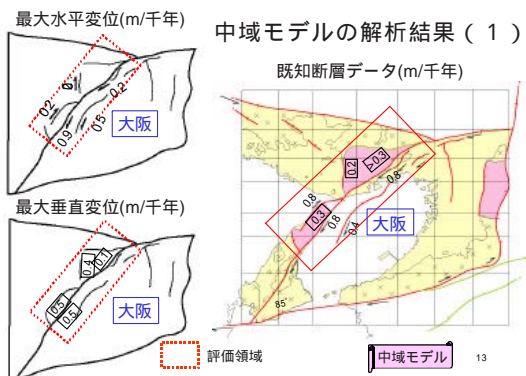 中域モデルの解析結果（１）
最大水平変位(m/千年)
0.2
0
0.2
0.9
0.5
大阪
最大垂直変位(m/千年)
0.4
0.1
0.5
0.5
大阪
既知断層データ(m/千年)
0.2
>0.3
0.8
0.8
0.3
0.8
0.4
大阪
85°
評価領域
中域モデル
13